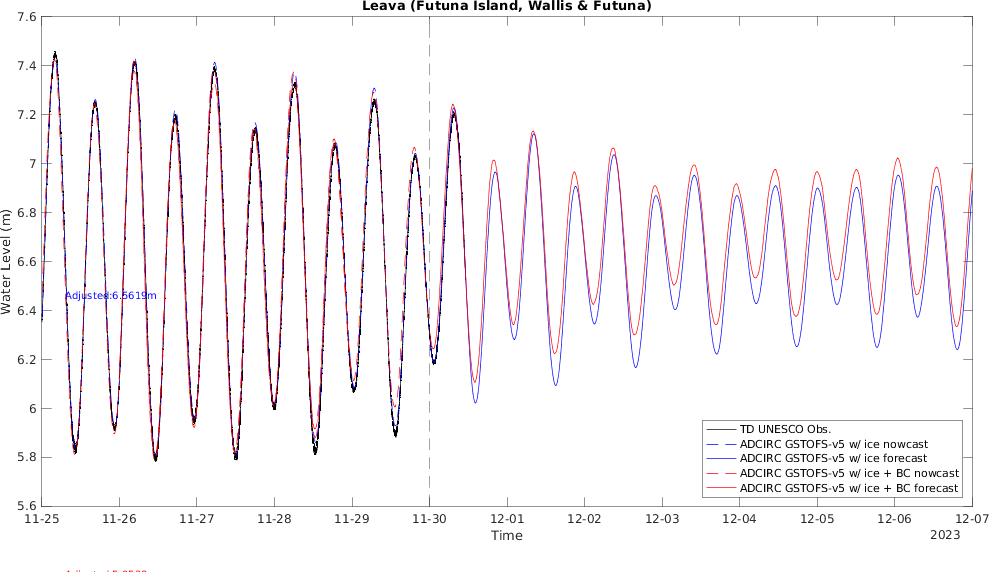 Leava (Futuna Island, Wallis & Futuna)
7.6
7.4
7.2
7
6.8
6.6
6.4
6.2
6
5.8
5.6
Water Level (m)
Adjusted:6.6619m
TD UNESCO Obs.
ADCIRC GSTOFS-v5 w/ ice nowcast
ADCIRC GSTOFS-v5 w/ ice forecast
ADCIRC GSTOFS-v5 w/ ice + BC nowcast
ADCIRC GSTOFS-v5 w/ ice + BC forecast
11-25 11-26 11-27 11-28 11-29 11-30 12-01 12-02 12-03 12-04 12-05 12-06 12-07
Time
2023